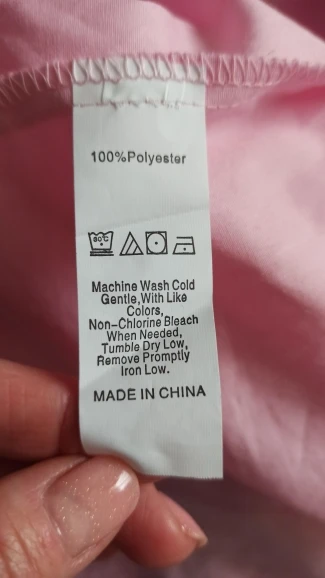 100%Polyester
80°C
Machine Wash Cold
Gentle,With Like
Colors,
Non-Chlorine Bleach
When Needed,
Tumble Dry Low,
Remove Promptly
Iron Low.
MADE IN CHINA